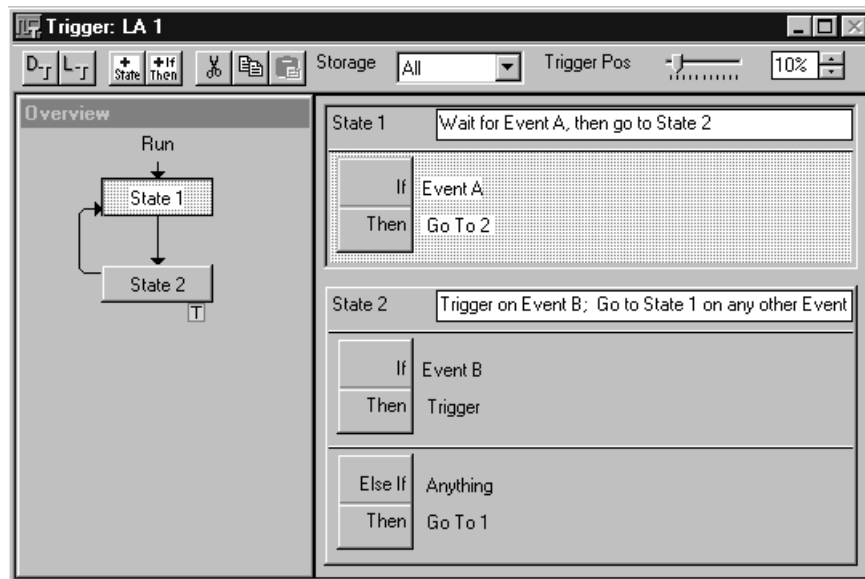 Trigger: LA 1
D L +State +If Then Storage All Trigger Pos 10%
Overview
Run
State 1
State 2
T
State 1 Wait for Event A, then go to State 2
If Event A
Then Go To 2
State 2 Trigger on Event B; Go to State 1 on any other Event
If Event B
Then Trigger
Else If Anything
Then Go To 1